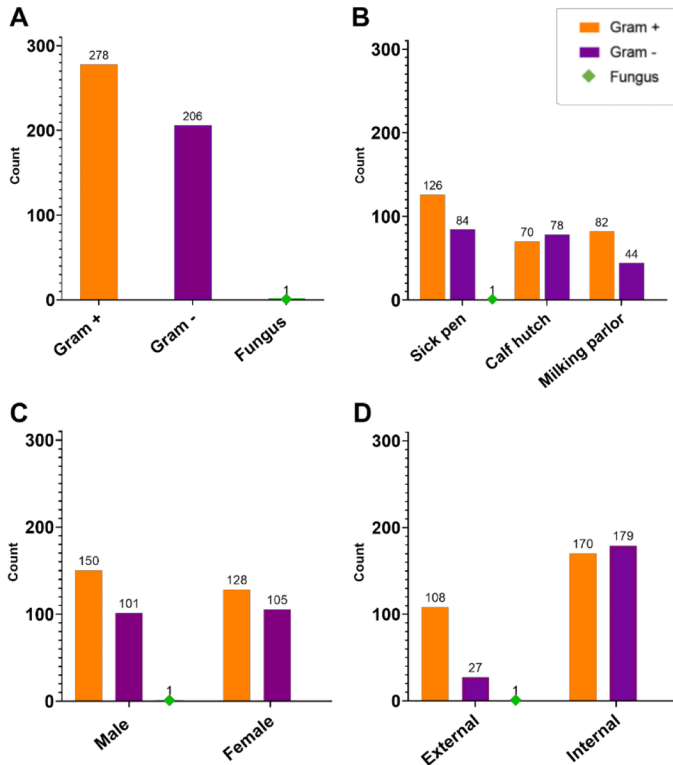 A
300
200
100
0
Count
278
206
1
Gram +
Gram -
Fungus
B
Gram +
Gram -
Fungus
300
200
100
0
Count
126
84
1
70
78
82
44
Sick pen
Calf hutch
Milking parlor
C
300
200
100
0
Count
150
101
1
128
105
Male
Female
D
300
200
100
0
Count
108
27
1
170
179
External
Internal